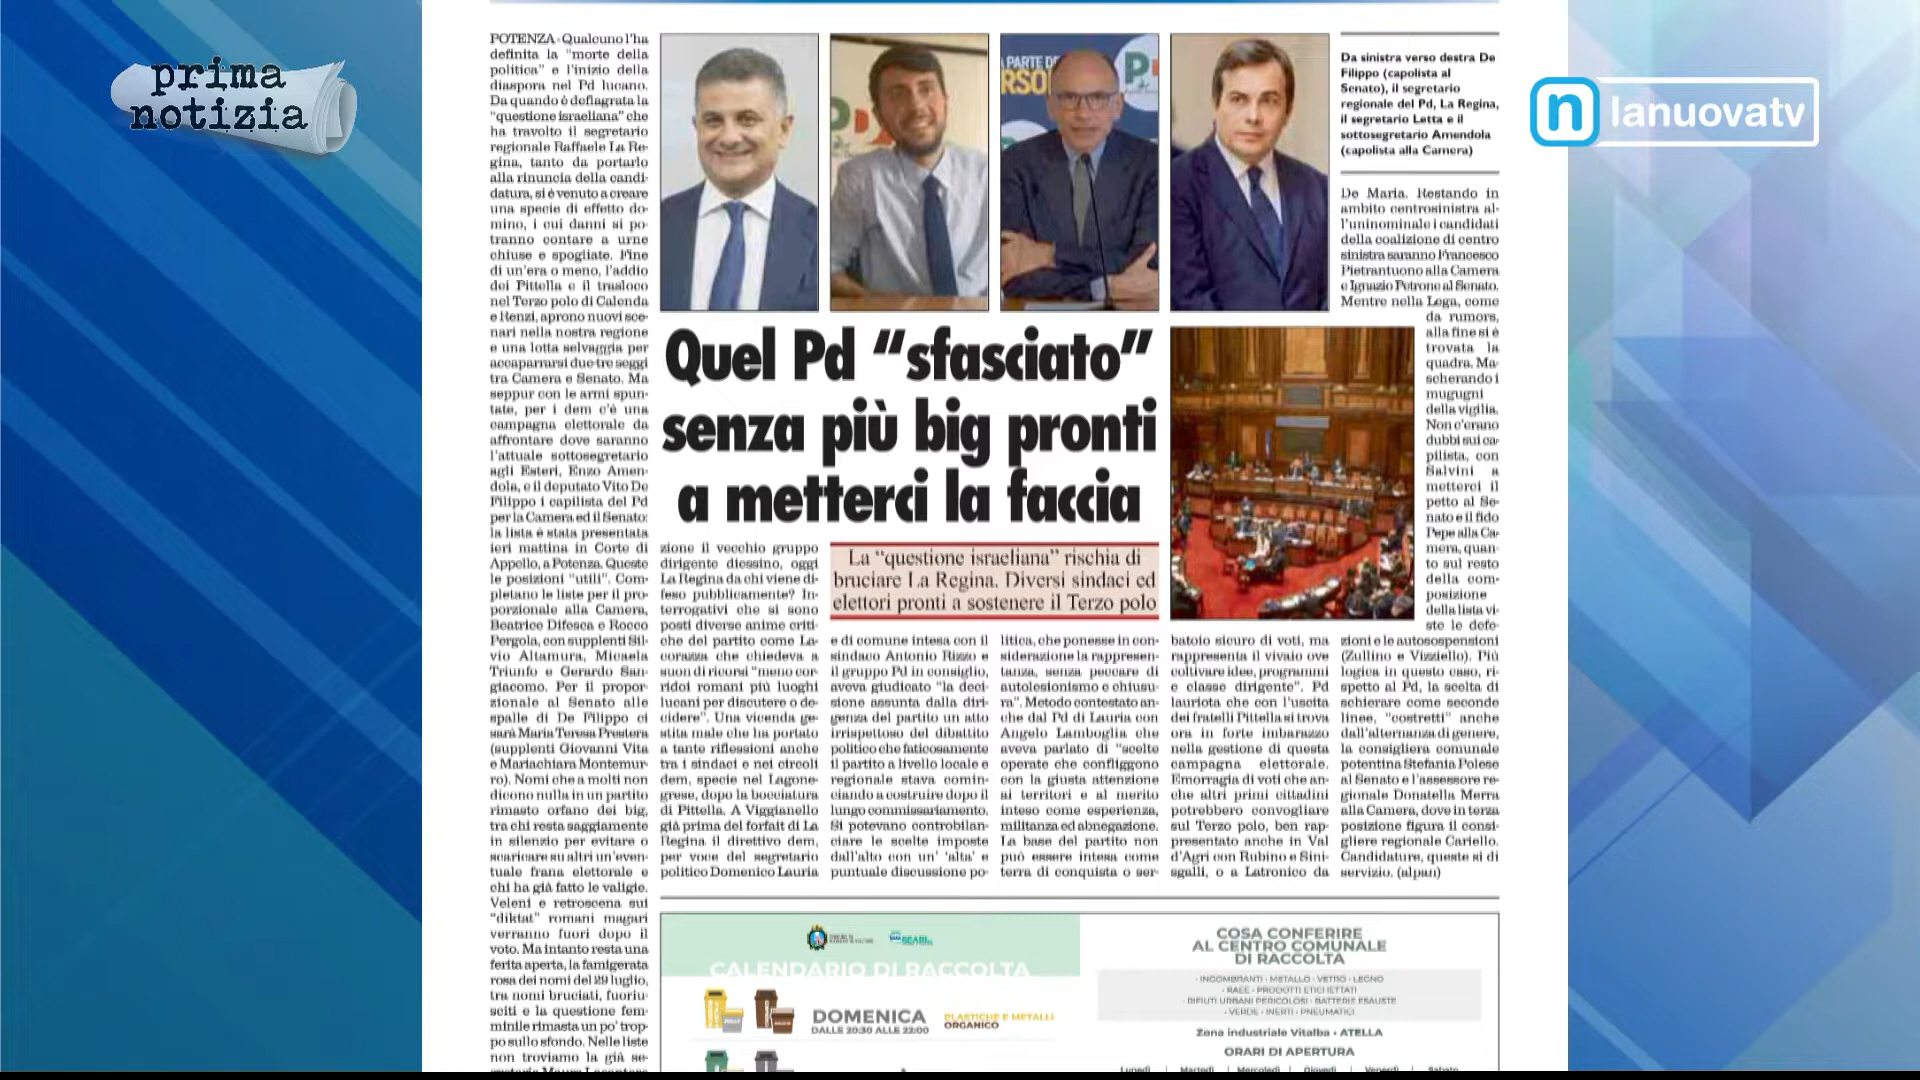 prima
notizia
lanuovatv
POTENZA - Qualcuno l'ha
definita la "morte della
politica" e l'inizio della
diaspora nel Pd lucano.
Da quando è deflagrata la
"questione israeliana" che
ha travolto il segretario
regionale Raffaele La Re-
gina, tanto da portarlo
alla rinuncia della candi-
datura, si è venuto a creare
una specie di effetto do-
mino, i cui danni si po-
tranno contare a urne
chiuse e spogliate. Fine
di un'era o meno, l'addio
dei Pittella e il trasloco
nel Terzo polo di Calenda
e Renzi, aprono nuovi sce-
nari nella nostra regione
e una lotta selvaggia per
accaparrarsi due-tre seggi
tra Camera e Senato. Ma
seppur con le armi spun-
tate, per i dem c'è una
campagna elettorale da
affrontare dove saranno
l'attuale sottosegretario
agli Esteri, Enzo Amen-
dola, e il deputato Vito De
Filippo i capilista del Pd
per la Camera ed il Senato:
la lista è stata presentata
ieri mattina in Corte di
Appello, a Potenza. Queste
le posizioni "utili". Com-
pletano le liste per il pro-
porzionale alla Camera,
Beatrice Difesca e Rocco
Pergola, con supplenti Sil-
vio Altamura, Micaela
Triunfo e Gerardo San-
giacomo. Per il propor-
zionale al Senato alle
spalle di De Filippo ci
sarà Maria Teresa Prestera
(supplenti Giovanni Vita
e Mariachiara Montemur-
ro). Nomi che a molti non
dicono nulla in un partito
rimasto orfano dei big,
tra chi resta saggiamente
in silenzio per evitare o
scaricare su altri un'even-
tuale frana elettorale e
chi ha già fatto le valigie.
Veleni e retroscena sui
"diktat" romani magari
verranno fuori dopo il
voto. Ma intanto resta una
ferita aperta, la famigerata
rosa dei nomi del 29 luglio,
tra nomi bruciati, fuoriu-
sciti e la questione fem-
minile rimasta un po' trop-
po sullo sfondo. Nelle liste
non troviamo la già se-
Da sinistra verso destra De
Filippo (capolista al
Senato), il segretario
regionale del Pd, La Regina,
il segretario Letta e il
sottosegretario Amendola
(capolista alla Camera)
Quel Pd "sfasciato"
senza più big pronti
a metterci la faccia
La "questione israeliana" rischia di
bruciare La Regina. Diversi sindaci ed
elettori pronti a sostenere il Terzo polo
zione il vecchio gruppo
dirigente diessino, oggi
La Regina da chi viene di-
feso pubblicamente? In-
terrogativi che si sono
posti diverse anime criti-
che del partito come La-
corazza che chiedeva a
suon di ricorsi "meno cor-
ridoi romani più luoghi
lucani per discutere o de-
cidere". Una vicenda ge-
stita male che ha portato
a tante riflessioni anche
tra i sindaci e nei circoli
dem, specie nel Lagone-
grese, dopo la bocciatura
di Pittella. A Viggianello
già prima del forfait di La
Regina il direttivo dem,
per voce del segretario
politico Domenico Lauria
e di comune intesa con il
sindaco Antonio Rizzo e
il gruppo Pd in consiglio,
aveva giudicato "la deci-
sione assunta dalla diri-
genza del partito un atto
irrispettoso del dibattito
politico che faticosamente
il partito a livello locale e
regionale stava comin-
ciando a costruire dopo il
lungo commissariamento.
Si potevano controbilan-
ciare le scelte imposte
dall'alto con un' 'alta' e
puntuale discussione po-
litica, che ponesse in con-
siderazione la rappresen-
tanza, senza peccare di
autolesionismo e chiusu-
ra". Metodo contestato an-
che dal Pd di Lauria con
Angelo Lamboglia che
aveva parlato di "scelte
operate che confliggono
con la giusta attenzione
ai territori e al merito
inteso come esperienza,
militanza ed abnegazione.
La base del partito non
può essere intesa come
terra di conquista o ser-
batoio sicuro di voti, ma
rappresenta il vivaio ove
coltivare idee, programmi
e classe dirigente". Pd
lauriota che con l'uscita
dei fratelli Pittella si trova
ora in forte imbarazzo
nella gestione di questa
campagna elettorale.
Emorragia di voti che an-
che altri primi cittadini
potrebbero convogliare
sul Terzo polo, ben rap-
presentato anche in Val
d'Agri con Rubino e Sini-
sgalli, o a Latronico da
De Maria. Restando in
ambito centrosinistra al-
l'uninominale i candidati
della coalizione di centro
sinistra saranno Francesco
Pietrantuono alla Camera
e Ignazio Petrone al Senato.
Mentre nella Lega, come
da rumors,
alla fine si è
trovata la
quadra. Ma-
scherando i
mugugni
della vigilia.
Non c'erano
dubbi sui ca-
pilista, con
Salvini a
metterci il
petto al Se-
nato e il fido
Pepe alla Ca-
mera, quan-
to sul resto
della com-
posizione
della lista vi-
ste le defe-
zioni e le autosospensioni
(Zullino e Vizziello). Più
logica in questo caso, ri-
spetto al Pd, la scelta di
schierare come seconde
linee, "costretti" anche
dall'alternanza di genere,
la consigliera comunale
potentina Stefania Polese
al Senato e l'assessore re-
gionale Donatella Merra
alla Camera, dove in terza
posizione figura il consi-
gliere regionale Cariello.
Candidature, queste sì di
servizio. (alpan)
CALENDARIO DI RACCOLTA
DOMENICA
DALLE 20:30 ALLE 22:00
PLASTICHE E METALLI
ORGANICO
COSA CONFERIRE
AL CENTRO COMUNALE
DI RACCOLTA
- INGOMBRANTI - METALLO - VETRO - LEGNO
- RAEE - PRODOTTI ETICHETTATI
- RIFIUTI URBANI PERICOLOSI - BATTERIE ESAUSTE
- VERDE - INERTI - PNEUMATICI
Zona industriale Vitalba • ATELLA
ORARI DI APERTURA
Lunedì Martedì Mercoledì Giovedì Venerdì Sabato